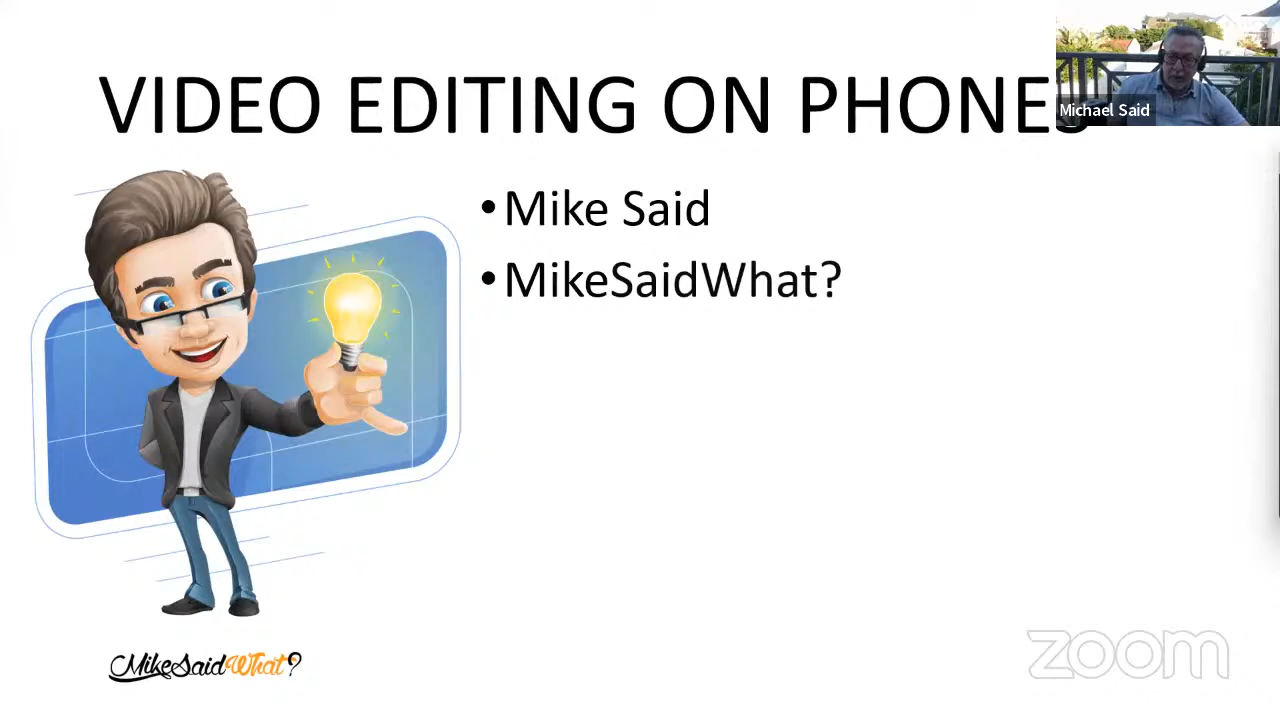 VIDEO EDITING ON PHONES
Michael Said
• Mike Said
• MikeSaidWhat?
MikeSaidWhat?
zoom